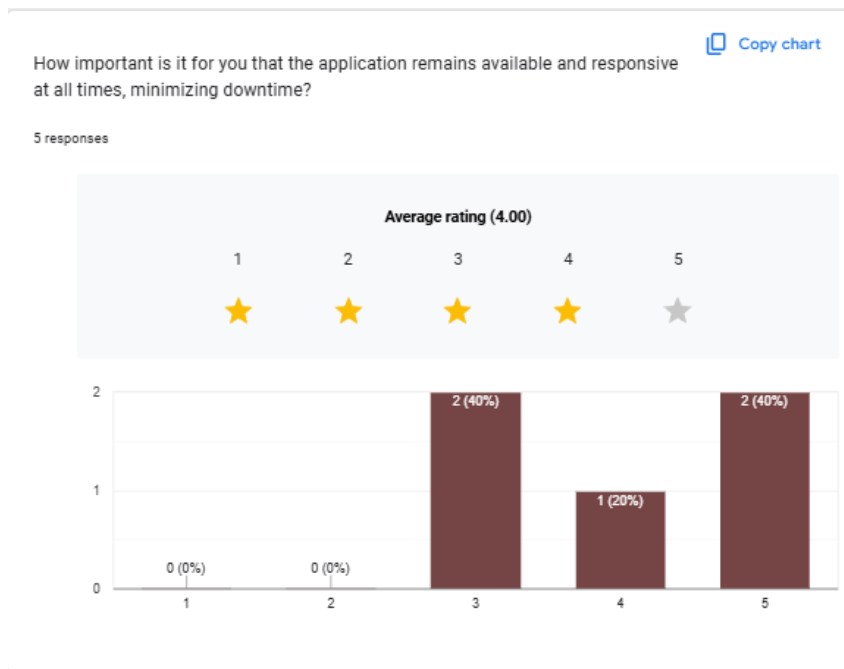 Copy chart
How important is it for you that the application remains available and responsive
at all times, minimizing downtime?
5 responses
Average rating (4.00)
1 2 3 4 5
2
2 (40%) 2 (40%)
1
1 (20%)
0 (0%) 0 (0%)
0
1 2 3 4 5